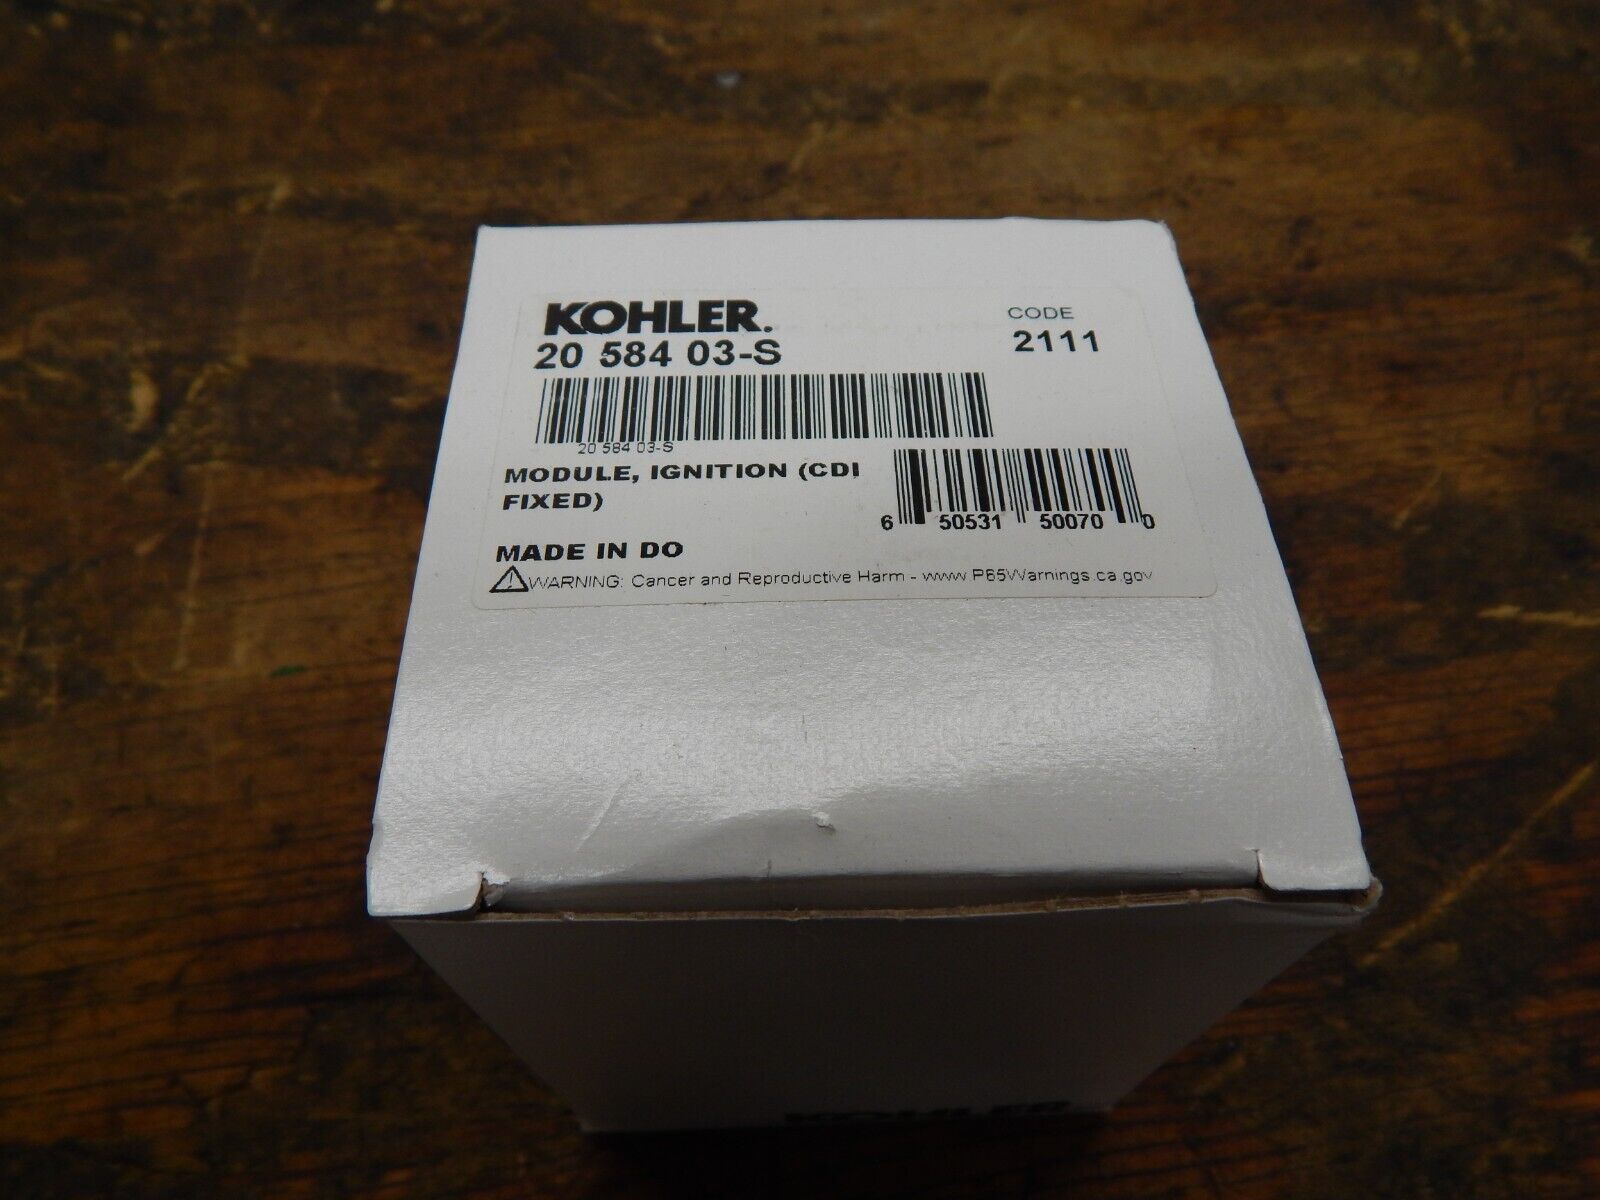 KOHLER.
20 584 03-S
CODE
2111
20 584 03-S
MODULE, IGNITION (CDI,
FIXED)
6 50531 50070 0
MADE IN DO
WARNING: Cancer and Reproductive Harm - www.P65Warnings.ca.gov
KOHLER